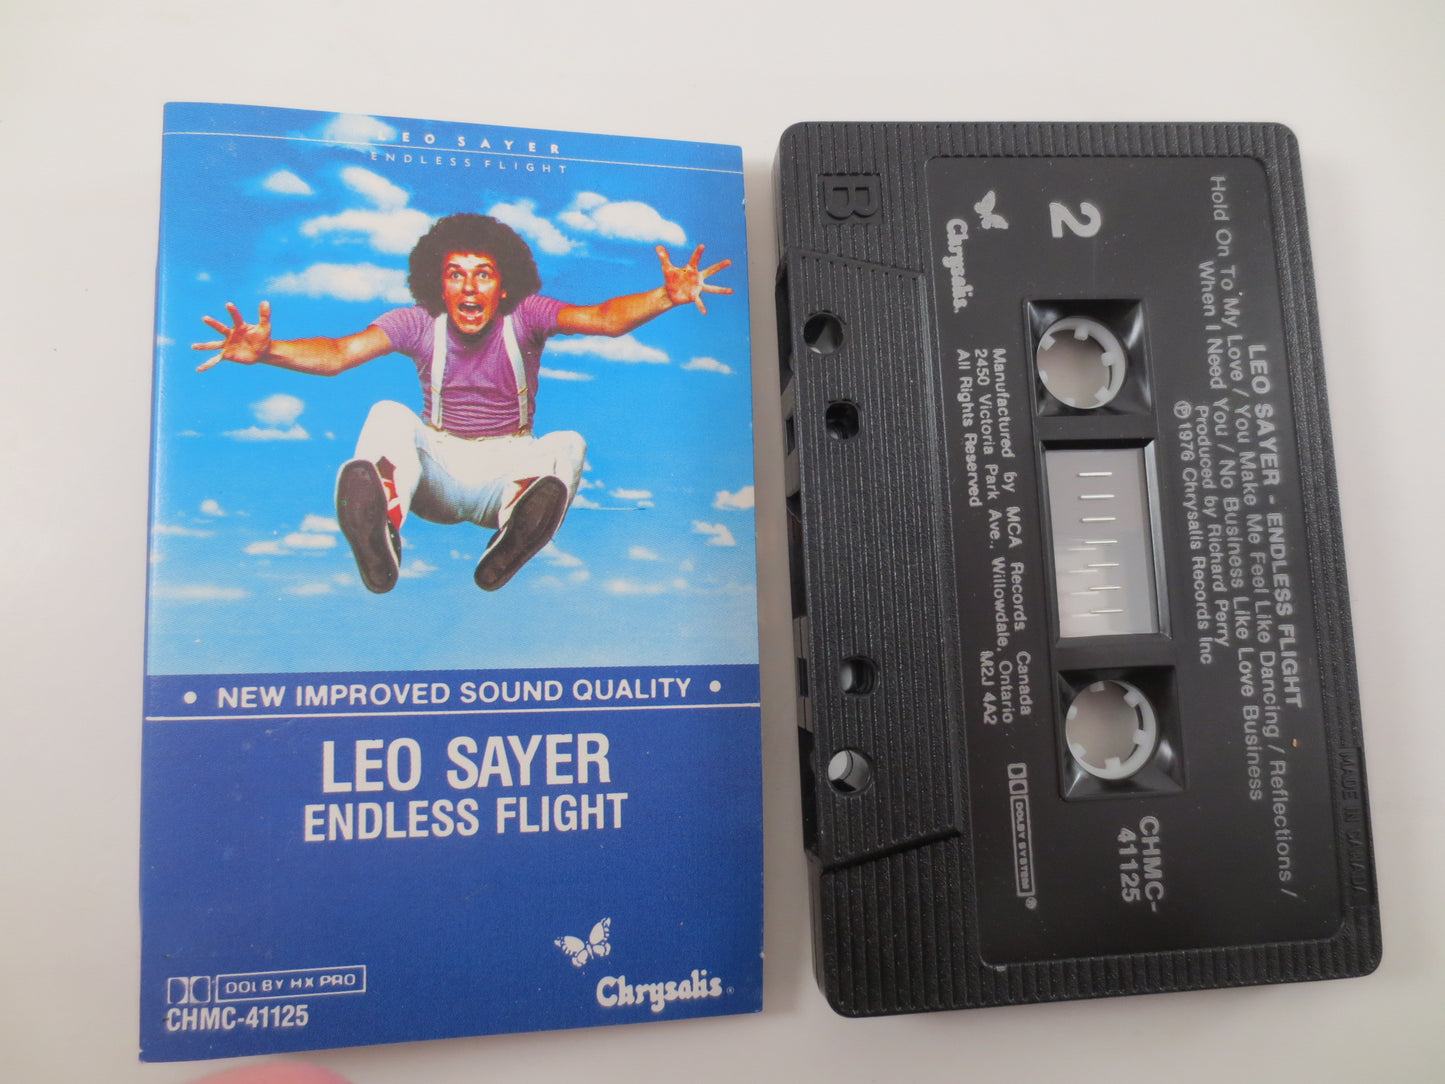 LEO SAYER
ENDLESS FLIGHT
• NEW IMPROVED SOUND QUALITY •
LEO SAYER
ENDLESS FLIGHT
DOLBY HX PRO
CHMC-41125
Chrysalis®
B
2
Chrysalis.
LEO SAYER - ENDLESS FLIGHT
Hold On To My Love / You Make Me Feel Like Dancing / Reflections /
When I Need You / No Business Like Love Business
Produced by Richard Perry
℗1976 Chrysalis Records Inc
Manufactured by MCA Records Canada
2450 Victoria Park Ave., Willowdale, Ontario
All Rights Reserved M2J 4A2
DOLBY SYSTEM®
CHMC-
41125
MADE IN CANADA